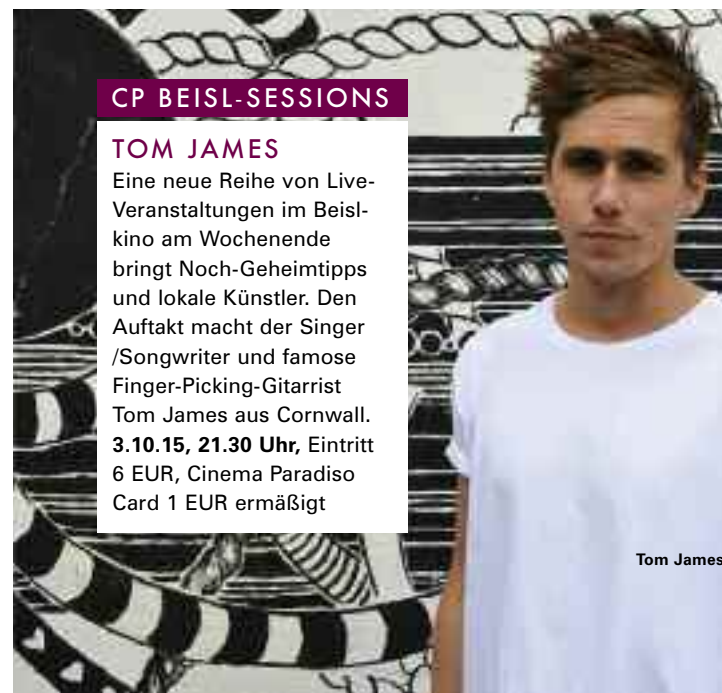 CP BEISL-SESSIONS
TOM JAMES
Eine neue Reihe von Live-
Veranstaltungen im Beisl-
kino am Wochenende
bringt Noch-Geheimtipps
und lokale Künstler. Den
Auftakt macht der Singer
/Songwriter und famose
Finger-Picking-Gitarrist
Tom James aus Cornwall.
3.10.15, 21.30 Uhr, Eintritt
6 EUR, Cinema Paradiso
Card 1 EUR ermäßigt
Tom James